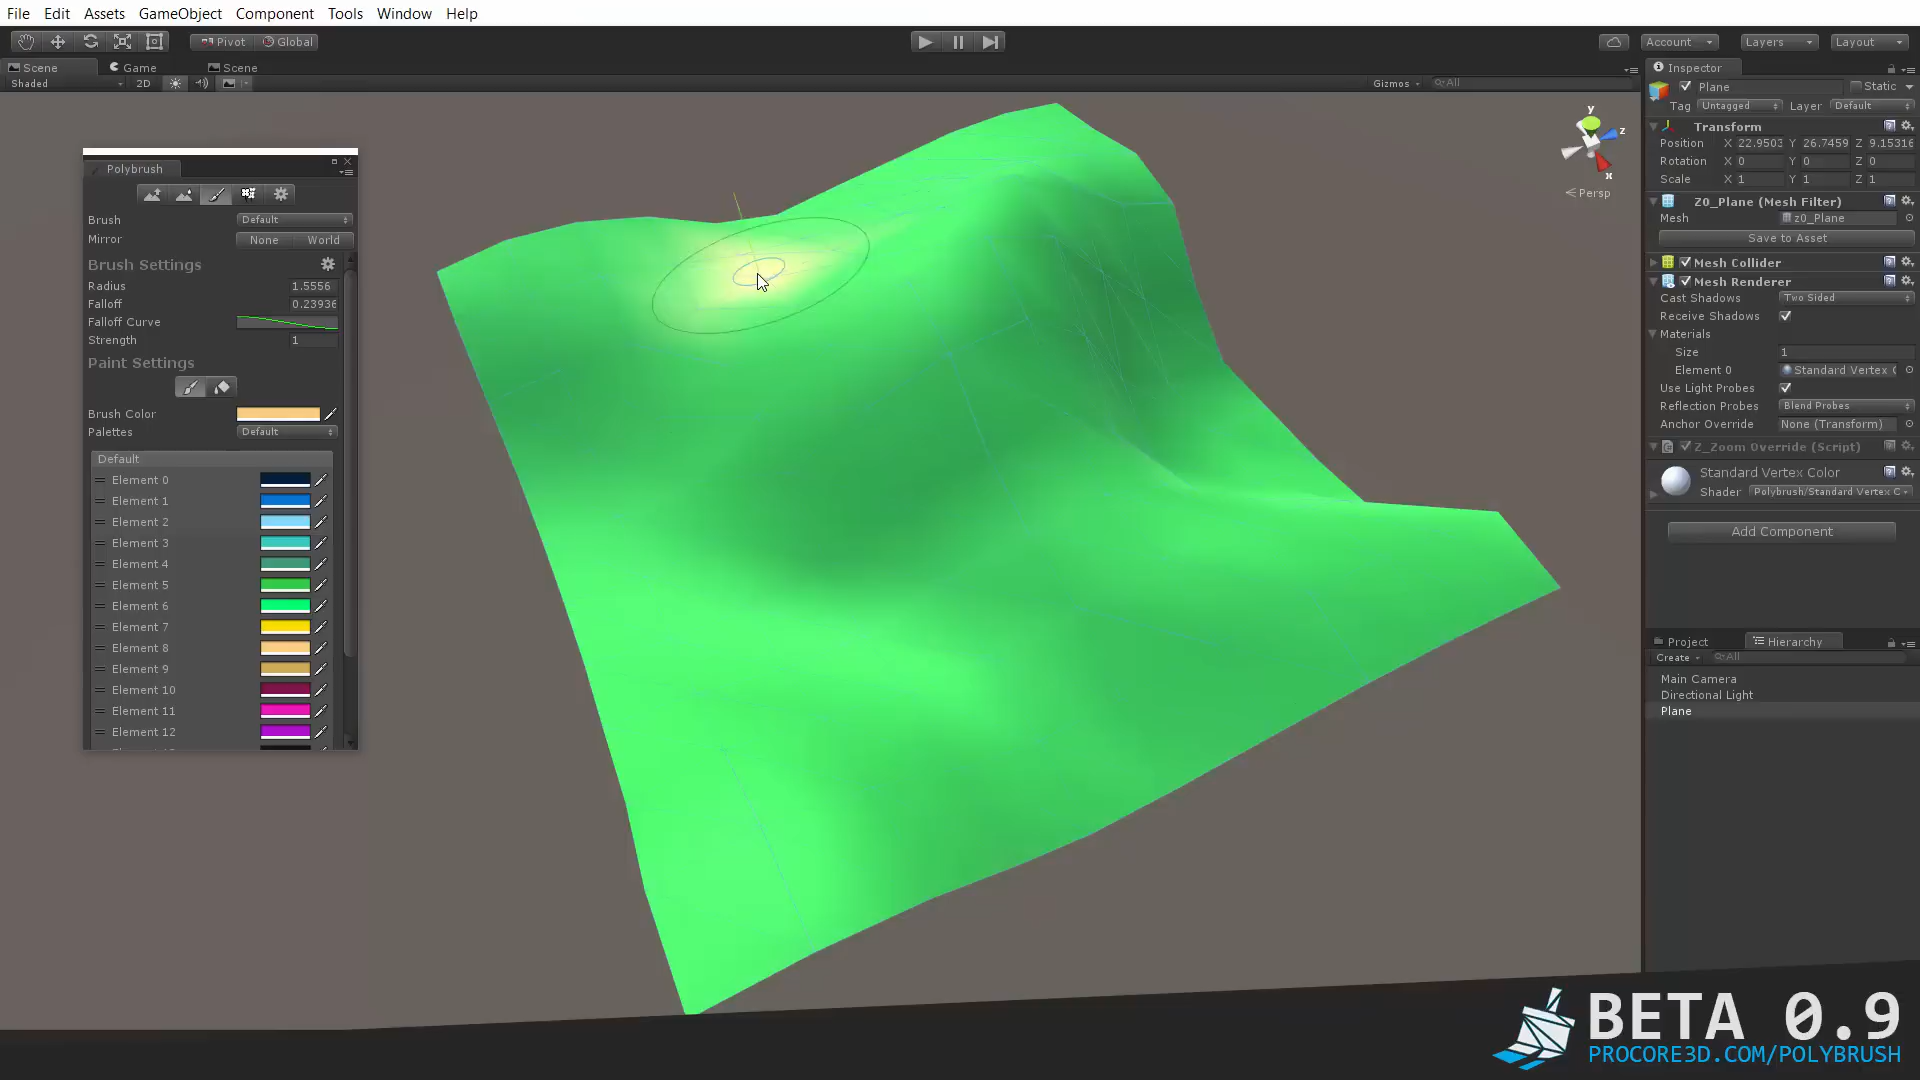 File Edit Assets GameObject Component Tools Window Help
Pivot Global Account Layers Layout
Scene Game Scene
Shaded 2D Gizmos All
Inspector
Plane Static
Tag Untagged Layer Default
Transform
Position X 22.9503 Y 26.7459 Z 9.15316
Rotation X 0 Y 0 Z 0
Scale X 1 Y 1 Z 1
Z0_Plane (Mesh Filter)
Mesh z0_Plane
Save to Asset
Mesh Collider
Mesh Renderer
Cast Shadows Two Sided
Receive Shadows
Materials
Size 1
Element 0 Standard Vertex C
Use Light Probes
Reflection Probes Blend Probes
Anchor Override None (Transform)
Z_Zoom Override (Script)
Standard Vertex Color
Shader Polybrush/Standard Vertex C
Add Component
Project Hierarchy
Create All
Main Camera
Directional Light
Plane
y
z
x
Persp
Polybrush
Brush Default
Mirror None World
Brush Settings
Radius 1.5556
Falloff 0.23936
Falloff Curve
Strength 1
Paint Settings
Brush Color
Palettes Default
Default
Element 0
Element 1
Element 2
Element 3
Element 4
Element 5
Element 6
Element 7
Element 8
Element 9
Element 10
Element 11
Element 12
BETA 0.9
PROCORE3D.COM/POLYBRUSH